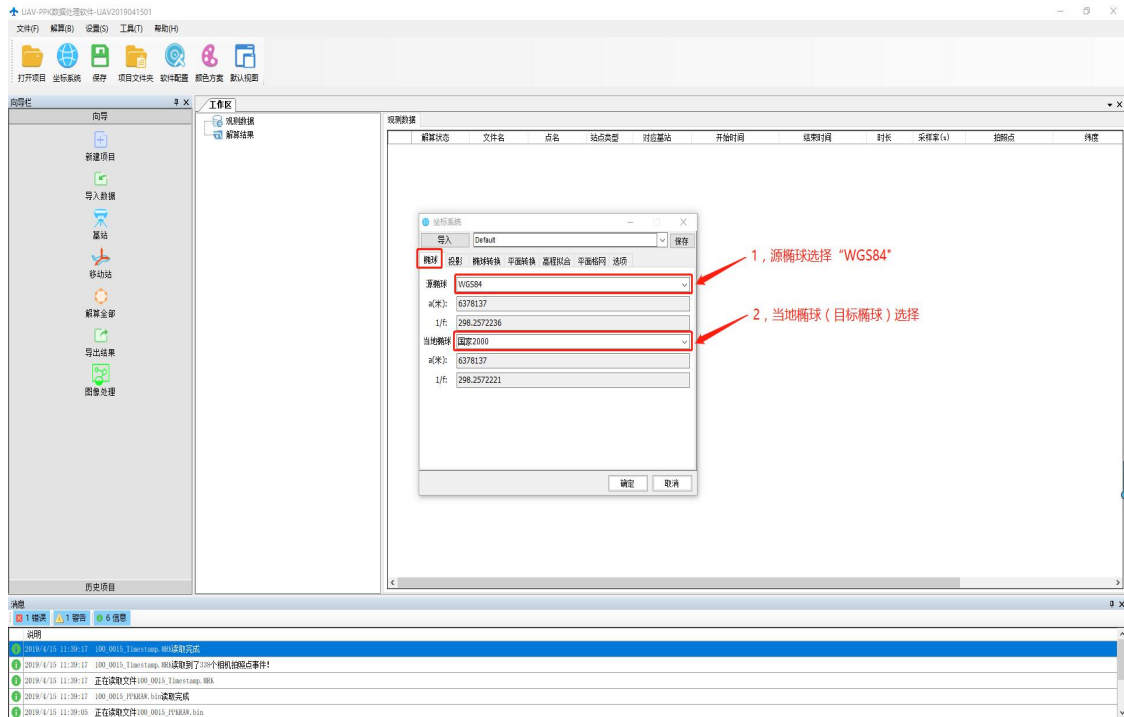 UAV-PPK数据处理软件-UAV2019041501
文件(F) 解算(B) 设置(S) 工具(T) 帮助(H)
打开项目 坐标系统 保存 项目文件夹 软件配置 颜色方案 默认视图
向导栏
向导
新建项目
导入数据
基站
移动站
解算全部
导出结果
图像处理
历史项目
工作区
观测数据
解算结果
观测数据
解算状态 文件名 点名 站点类型 对应基站 开始时间 结束时间 时长 采样率(s) 拍照点 纬度
坐标系统
导入 Default 保存
椭球 投影 椭球转换 平面转换 高程拟合 平面格网 选项
源椭球 WGS84
a(米): 6378137
1/f: 298.2572236
当地椭球 国家2000
a(米): 6378137
1/f: 298.2572221
确定 取消
1，源椭球选择“WGS84"
2，当地椭球（目标椭球）选择
消息
1 错误 1 警告 6 信息
说明
2019/4/15 11:39:17 100_0015_Timestamp.MRK读取完成
2019/4/15 11:39:17 100_0015_Timestamp.MRK读取到了338个相机拍照点事件！
2019/4/15 11:39:17 正在读取文件100_0015_Timestamp.MRK
2019/4/15 11:39:17 100_0015_PPKRAW.bin读取完成
2019/4/15 11:39:05 正在读取文件100_0015_PPKRAW.bin